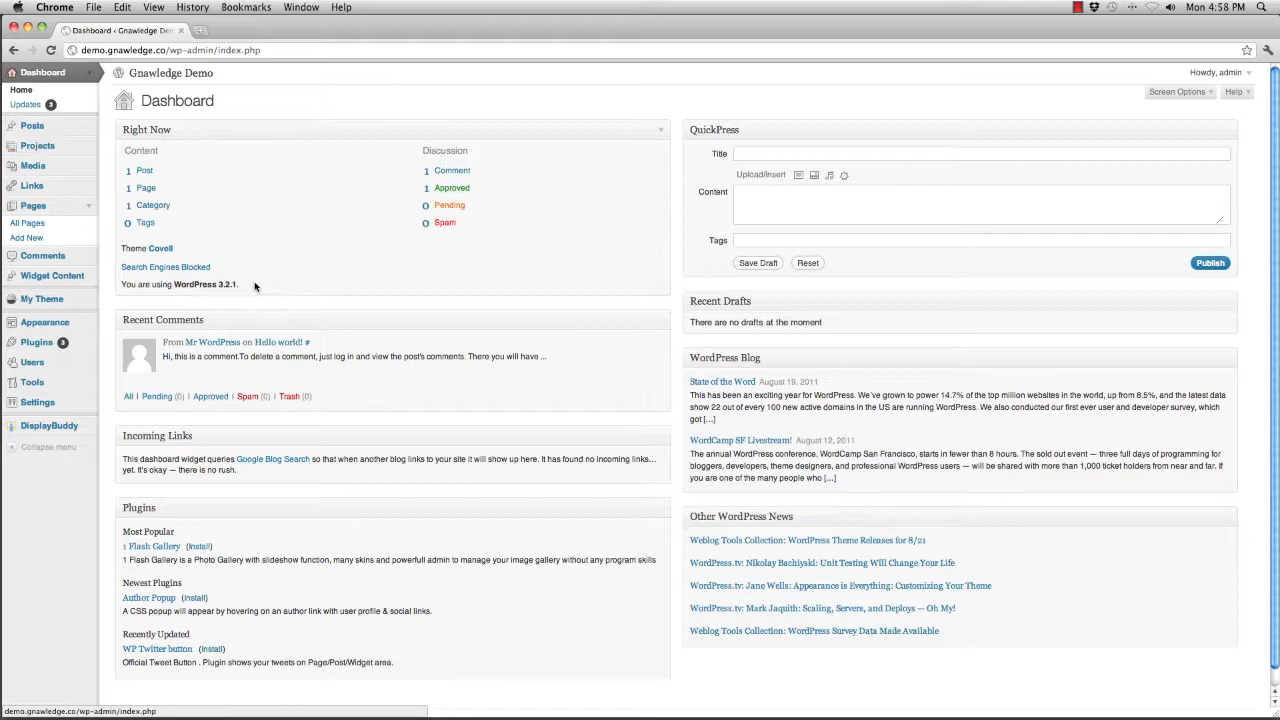 Chrome File Edit View History Bookmarks Window Help Mon 4:58 PM
Dashboard ‹ Gnawledge Dem
demo.gnawledge.co/wp-admin/index.php
Dashboard
Home
Updates 3
Posts
Projects
Media
Links
Pages
All Pages
Add New
Comments
Widget Content
My Theme
Appearance
Plugins 3
Users
Tools
Settings
DisplayBuddy
Collapse menu
Gnawledge Demo
Howdy, admin
Screen Options Help
Dashboard
Right Now
Content Discussion
1 Post 1 Comment
1 Page 1 Approved
1 Category 0 Pending
0 Tags 0 Spam
Theme Covell
Search Engines Blocked
You are using WordPress 3.2.1.
Recent Comments
From Mr WordPress on Hello world! #
Hi, this is a comment.To delete a comment, just log in and view the post's comments. There you will have ...
All | Pending (0) | Approved | Spam (0) | Trash (0)
Incoming Links
This dashboard widget queries Google Blog Search so that when another blog links to your site it will show up here. It has found no incoming links…
yet. It's okay — there is no rush.
Plugins
Most Popular
1 Flash Gallery (Install)
1 Flash Gallery is a Photo Gallery with slideshow function, many skins and powerfull admin to manage your image gallery without any program skills
Newest Plugins
Author Popup (Install)
A CSS popup will appear by hovering on an author link with user profile & social links.
Recently Updated
WP Twitter button (Install)
Official Tweet Button . Plugin shows your tweets on Page/Post/Widget area.
QuickPress
Title
Upload/Insert
Content
Tags
Save Draft Reset Publish
Recent Drafts
There are no drafts at the moment
WordPress Blog
State of the Word August 19, 2011
This has been an exciting year for WordPress. We've grown to power 14.7% of the top million websites in the world, up from 8.5%, and the latest data
show 22 out of every 100 new active domains in the US are running WordPress. We also conducted our first ever user and developer survey, which
got [...]
WordCamp SF Livestream! August 12, 2011
The annual WordPress conference, WordCamp San Francisco, starts in fewer than 8 hours. The sold out event — three full days of programming for
bloggers, developers, theme designers, and professional WordPress users — will be shared with more than 1,000 ticket holders from near and far. If
you are one of the many people who [...]
Other WordPress News
Weblog Tools Collection: WordPress Theme Releases for 8/21
WordPress.tv: Nikolay Bachiyski: Unit Testing Will Change Your Life
WordPress.tv: Jane Wells: Appearance is Everything: Customizing Your Theme
WordPress.tv: Mark Jaquith: Scaling, Servers, and Deploys — Oh My!
Weblog Tools Collection: WordPress Survey Data Made Available
demo.gnawledge.co/wp-admin/index.php